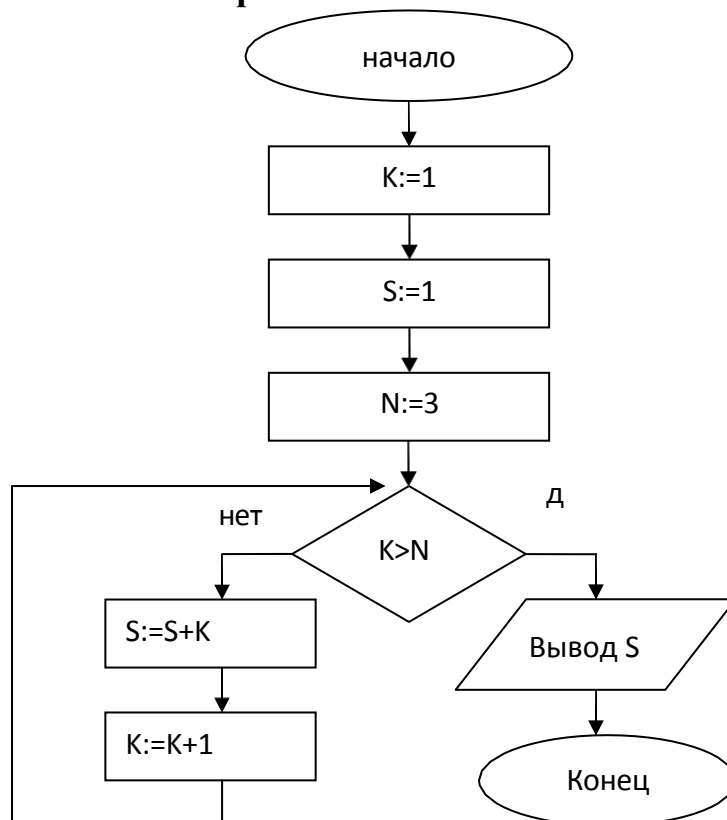 начало
K:=1
S:=1
N:=3
нет
д
K>N
S:=S+K
Вывод S
K:=K+1
Конец